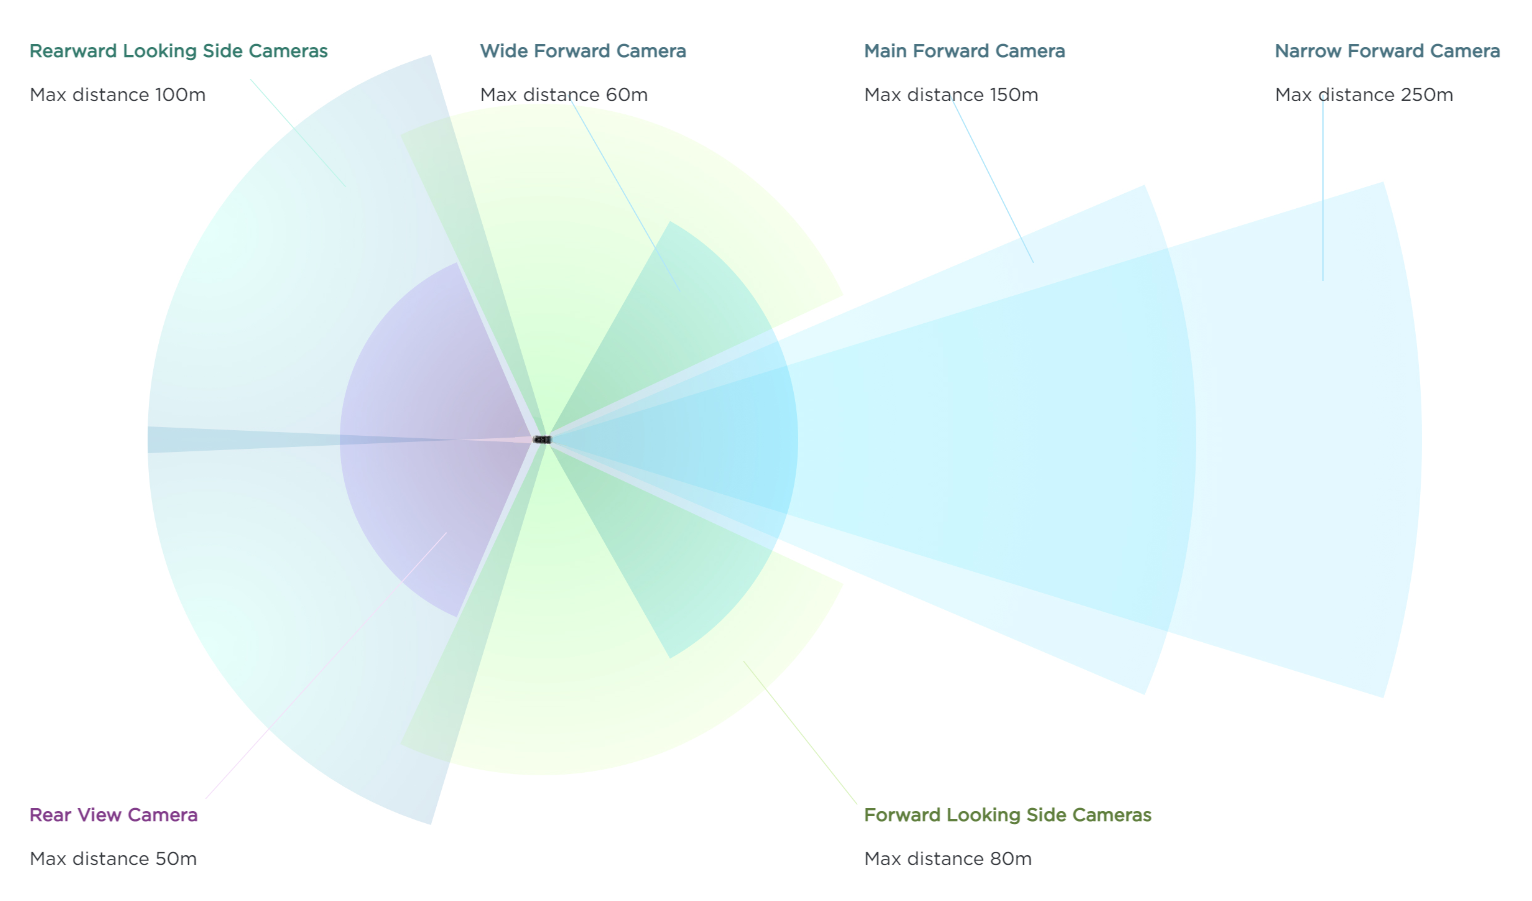 Rearward Looking Side Cameras
Max distance 100m
Wide Forward Camera
Max distance 60m
Main Forward Camera
Max distance 150m
Narrow Forward Camera
Max distance 250m
Rear View Camera
Max distance 50m
Forward Looking Side Cameras
Max distance 80m